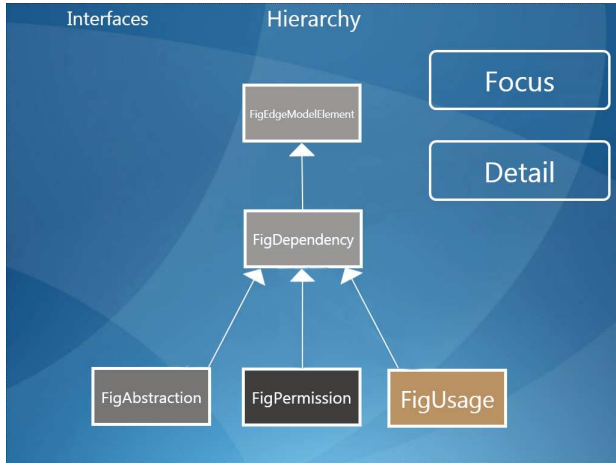 Interfaces
Hierarchy
Focus
FigEdgeModelElement
Detail
FigDependency
FigAbstraction
FigPermission
FigUsage